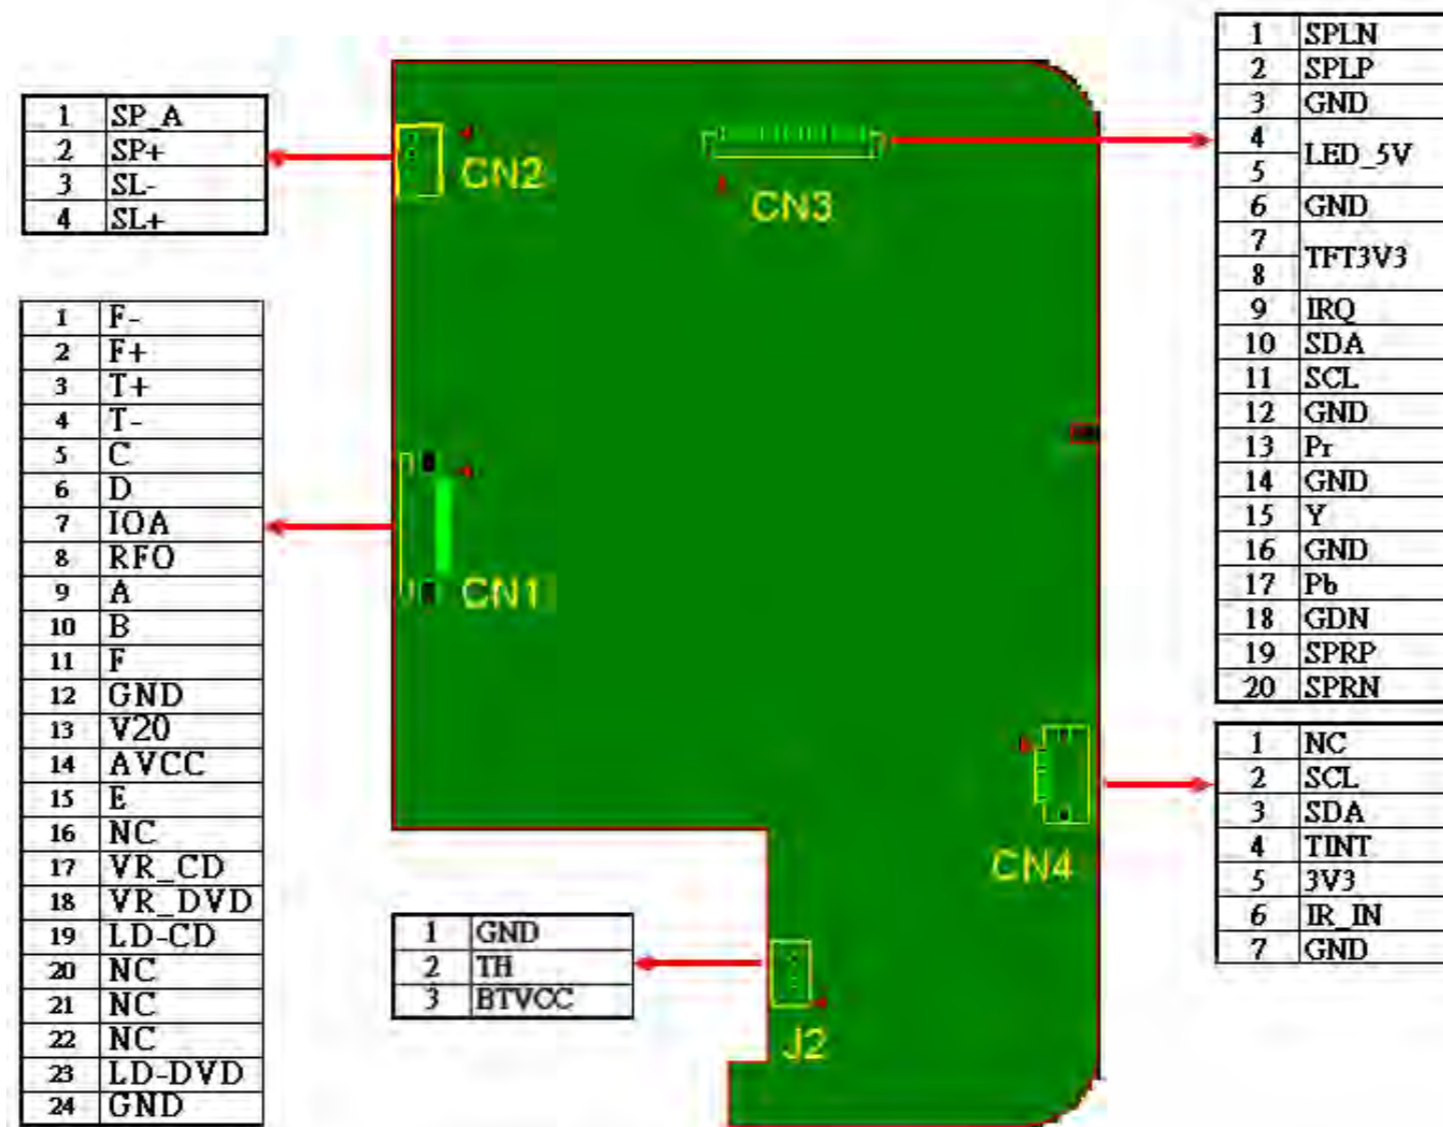 1 SP_A
2 SP+
3 SL-
4 SL+
1 F-
2 F+
3 T+
4 T-
5 C
6 D
7 IOA
8 RFO
9 A
10 B
11 F
12 GND
13 V20
14 AVCC
15 E
16 NC
17 VR_CD
18 VR_DVD
19 LD-CD
20 NC
21 NC
22 NC
23 LD-DVD
24 GND
CN2
CN3
CN1
CN4
J2
1 GND
2 TH
3 BTVCC
1 SPLN
2 SPLP
3 GND
4
LED_5V
5
6 GND
7
TFT3V3
8
9 IRQ
10 SDA
11 SCL
12 GND
13 Pr
14 GND
15 Y
16 GND
17 Pb
18 GDN
19 SPRP
20 SPRN
1 NC
2 SCL
3 SDA
4 TINT
5 3V3
6 IR_IN
7 GND